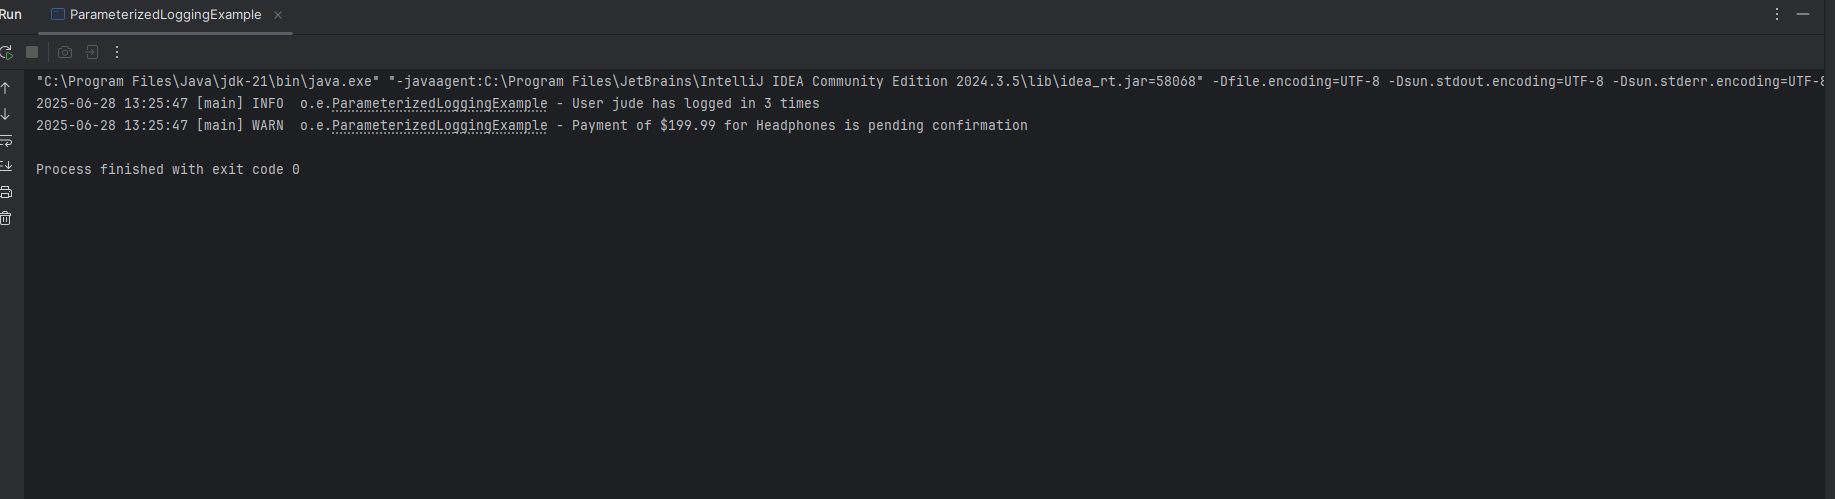 Run ParameterizedLoggingExample
"C:\Program Files\Java\jdk-21\bin\java.exe" "-javaagent:C:\Program Files\JetBrains\IntelliJ IDEA Community Edition 2024.3.5\lib\idea_rt.jar=58068" -Dfile.encoding=UTF-8 -Dsun.stdout.encoding=UTF-8 -Dsun.stderr.encoding=UTF-8
2025-06-28 13:25:47 [main] INFO  o.e.ParameterizedLoggingExample - User jude has logged in 3 times
2025-06-28 13:25:47 [main] WARN  o.e.ParameterizedLoggingExample - Payment of $199.99 for Headphones is pending confirmation
Process finished with exit code 0